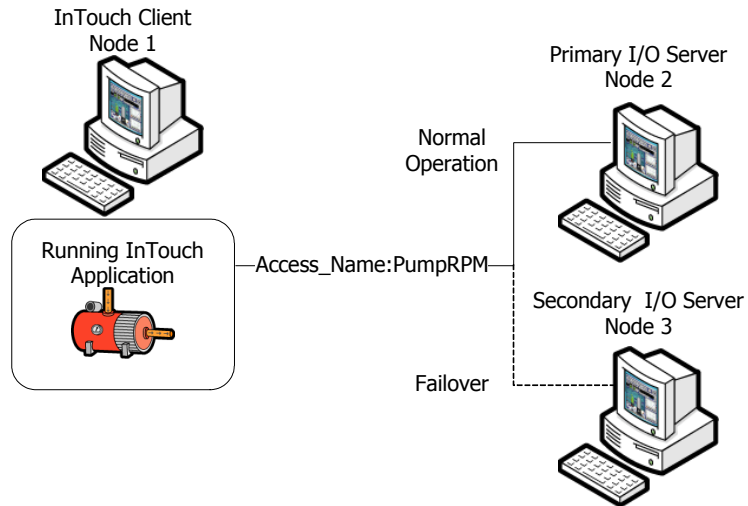 InTouch Client
Node 1
Primary I/O Server
Node 2
Normal
Operation
Running InTouch
Application
Access_Name:PumpRPM
Secondary I/O Server
Node 3
Failover